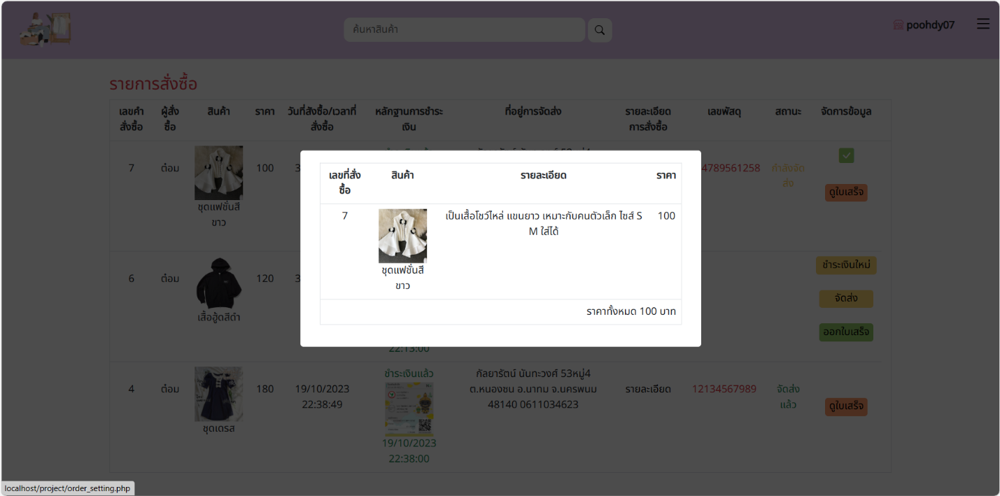 ค้นหาสินค้า
poohdy07
รายการสั่งซื้อ
เลขคำ ผู้สั่ง สินค้า ราคา วันที่สังซื้อ/เวลาที่ หลักฐานการชำระ ที่อยู่การจัดส่ง รายละเอียด เลขพัสดุ สถานะ จัดการข้อมูล
สั่งซื้อ ซื้อ สั่งซื้อ เงิน การสั่งซื้อ
เลขที่สั่ง สินค้า รายละเอียด ราคา
ซื้อ
7 ต๋อม 100 4789561258 กำลังจัด
ส่ง
ดูใบเสร็จ
ชุดแฟชั่นสี
ขาว
7 เป็นเสื้อโชว์ไหล่ แขนยาว เหมาะกับคนตัวเล็ก ไซส์ S 100
M ใส่ได้
ชุดแฟชั่นสี
ขาว
ราคาทั้งหมด 100 บาท
6 ต๋อม 120
ชำระเงินใหม่
จัดส่ง
เสื้อฮู้ดสีดำ
ออกใบเสร็จ
22:13:00
4 ต๋อม 180 19/10/2023 ชำระเงินแล้ว กัลยารัตน์ นันทะวงศ์ 53หมู่4 รายละเอียด 12134567989 จัดส่ง
22:38:49 ต.หนองซน อ.นาทม จ.นครพนม แล้ว
48140 0611034623
ดูใบเสร็จ
ชุดเดรส
19/10/2023
22:38:00
localhost/project/order_setting.php